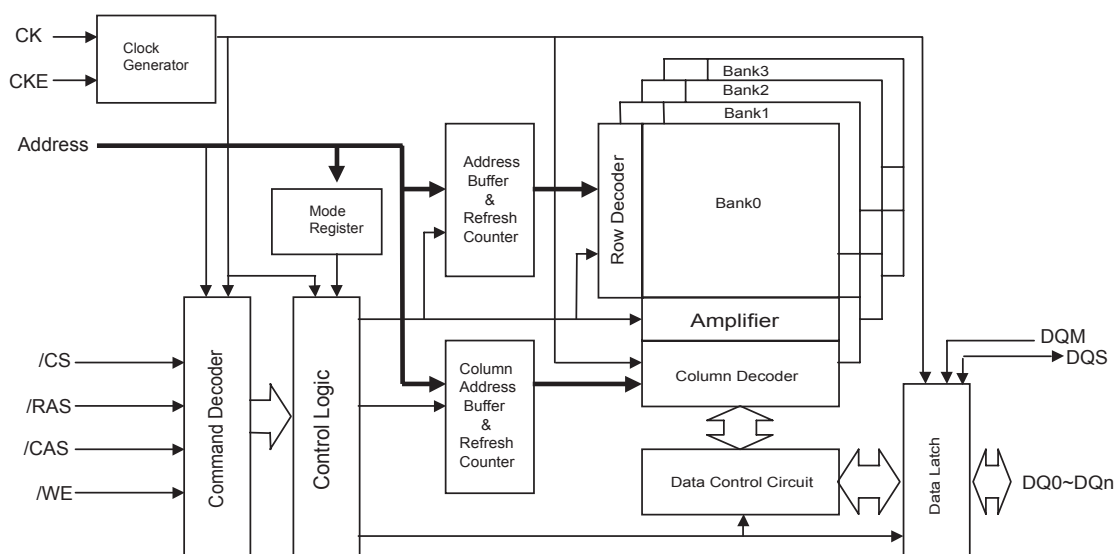 CK
CKE
Clock
Generator
Address
Mode
Register
Address
Buffer
&
Refresh
Counter
Row Decoder
Bank3
Bank2
Bank1
Bank0
Amplifier
Column Decoder
/CS
/RAS
/CAS
/WE
Command Decoder
Control Logic
Column
Address
Buffer
&
Refresh
Counter
Data Control Circuit
Data Latch
DQM
DQS
DQ0~DQn